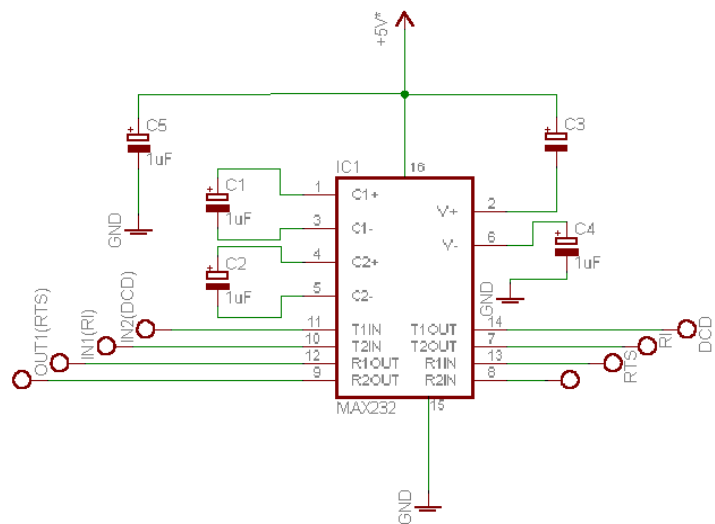 +5V*
C5
1uF
GND
C3
+
IC1
16
C1
1uF
1
C1+
3
C1-
4
C2+
5
C2-
C2
1uF
2
V+
6
V-
C4
1uF
GND
OUT1(RTS)
IN1(RI)
IN2(DCD)
11
T1IN
T1OUT
14
10
T2IN
T2OUT
7
12
R1OUT
R1IN
13
9
R2OUT
R2IN
8
DCD
RI
RTS
MAX232
15
GND